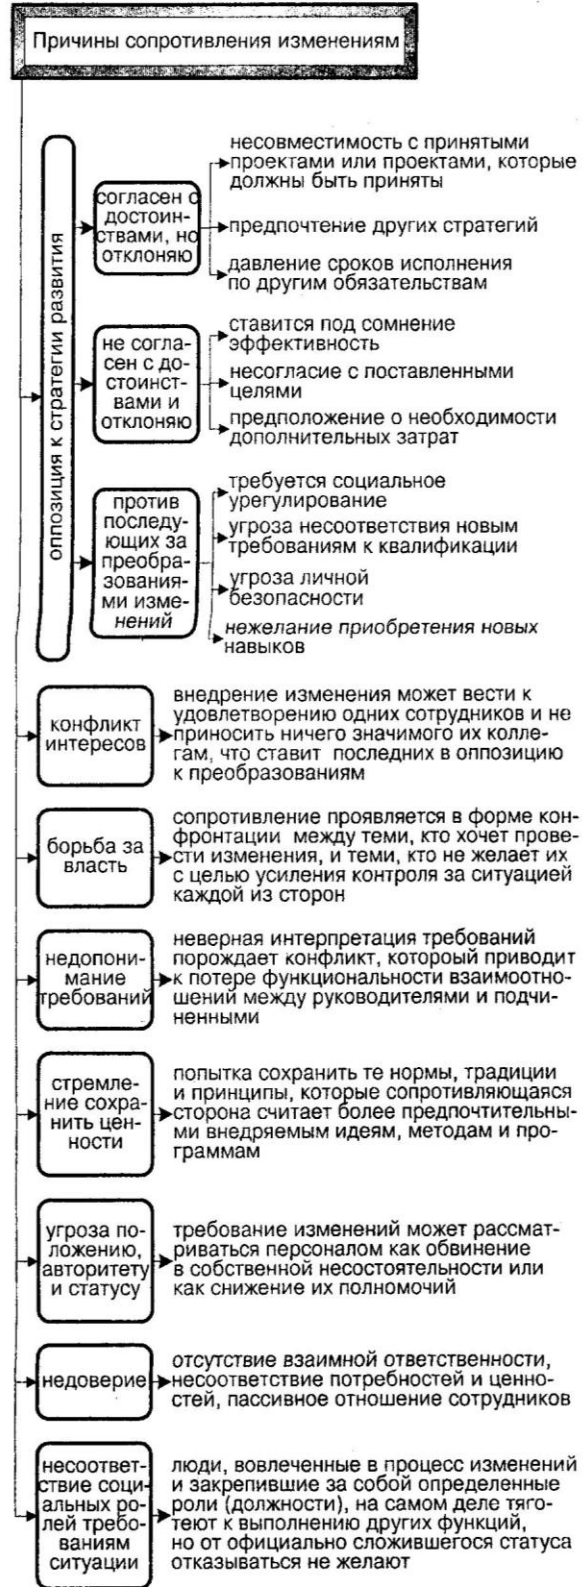 Причины сопротивления изменениям
оппозиция к стратегии развития
согласен с
достоин-
ствами, но
отклоняю
несовместимость с принятыми
проектами или проектами, которые
должны быть приняты
предпочтение других стратегий
давление сроков исполнения
по другим обязательствам
не согла-
сен с до-
стоинст-
вами и
отклоняю
ставится под сомнение
эффективность
несогласие с поставленными
целями
предположение о необходимости
дополнительных затрат
против
последу-
ющих за
преобра-
зования-
ми изме-
нений
требуется социальное
урегулирование
угроза несоответствия новым
требованиям к квалификации
угроза личной
безопасности
нежелание приобретения новых
навыков
конфликт
интересов
внедрение изменения может вести к
удовлетворению одних сотрудников и не
приносить ничего значимого их колле-
гам, что ставит последних в оппозицию
к преобразованиям
борьба за
власть
сопротивление проявляется в форме кон-
фронтации между теми, кто хочет прове-
сти изменения, и теми, кто не желает их
с целью усиления контроля за ситуацией
каждой из сторон
недопони-
мание
требований
неверная интерпретация требований
порождает конфликт, котороый приводит
к потере функциональности взаимоотно-
шений между руководителями и подчи-
ненными
стремле-
ние сохра-
нить цен-
ности
попытка сохранить те нормы, традиции
и принципы, которые сопротивляющаяся
сторона считает более предпочтительны-
ми внедряемым идеям, методам и про-
граммам
угроза по-
ложению,
авторитету
и статусу
требование изменений может рассмат-
риваться персоналом как обвинение
в собственной несостоятельности или
как снижение их полномочий
недоверие
отсутствие взаимной ответственности,
несоответствие потребностей и ценно-
стей, пассивное отношение сотрудников
несоответ-
ствие соци-
альных ро-
лей требо-
ваниям
ситуации
люди, вовлеченные в процесс изменений
и закрепившие за собой определенные
роли (должности), на самом деле тяго-
теют к выполнению других функций,
но от официально сложившегося статуса
отказываться не желают